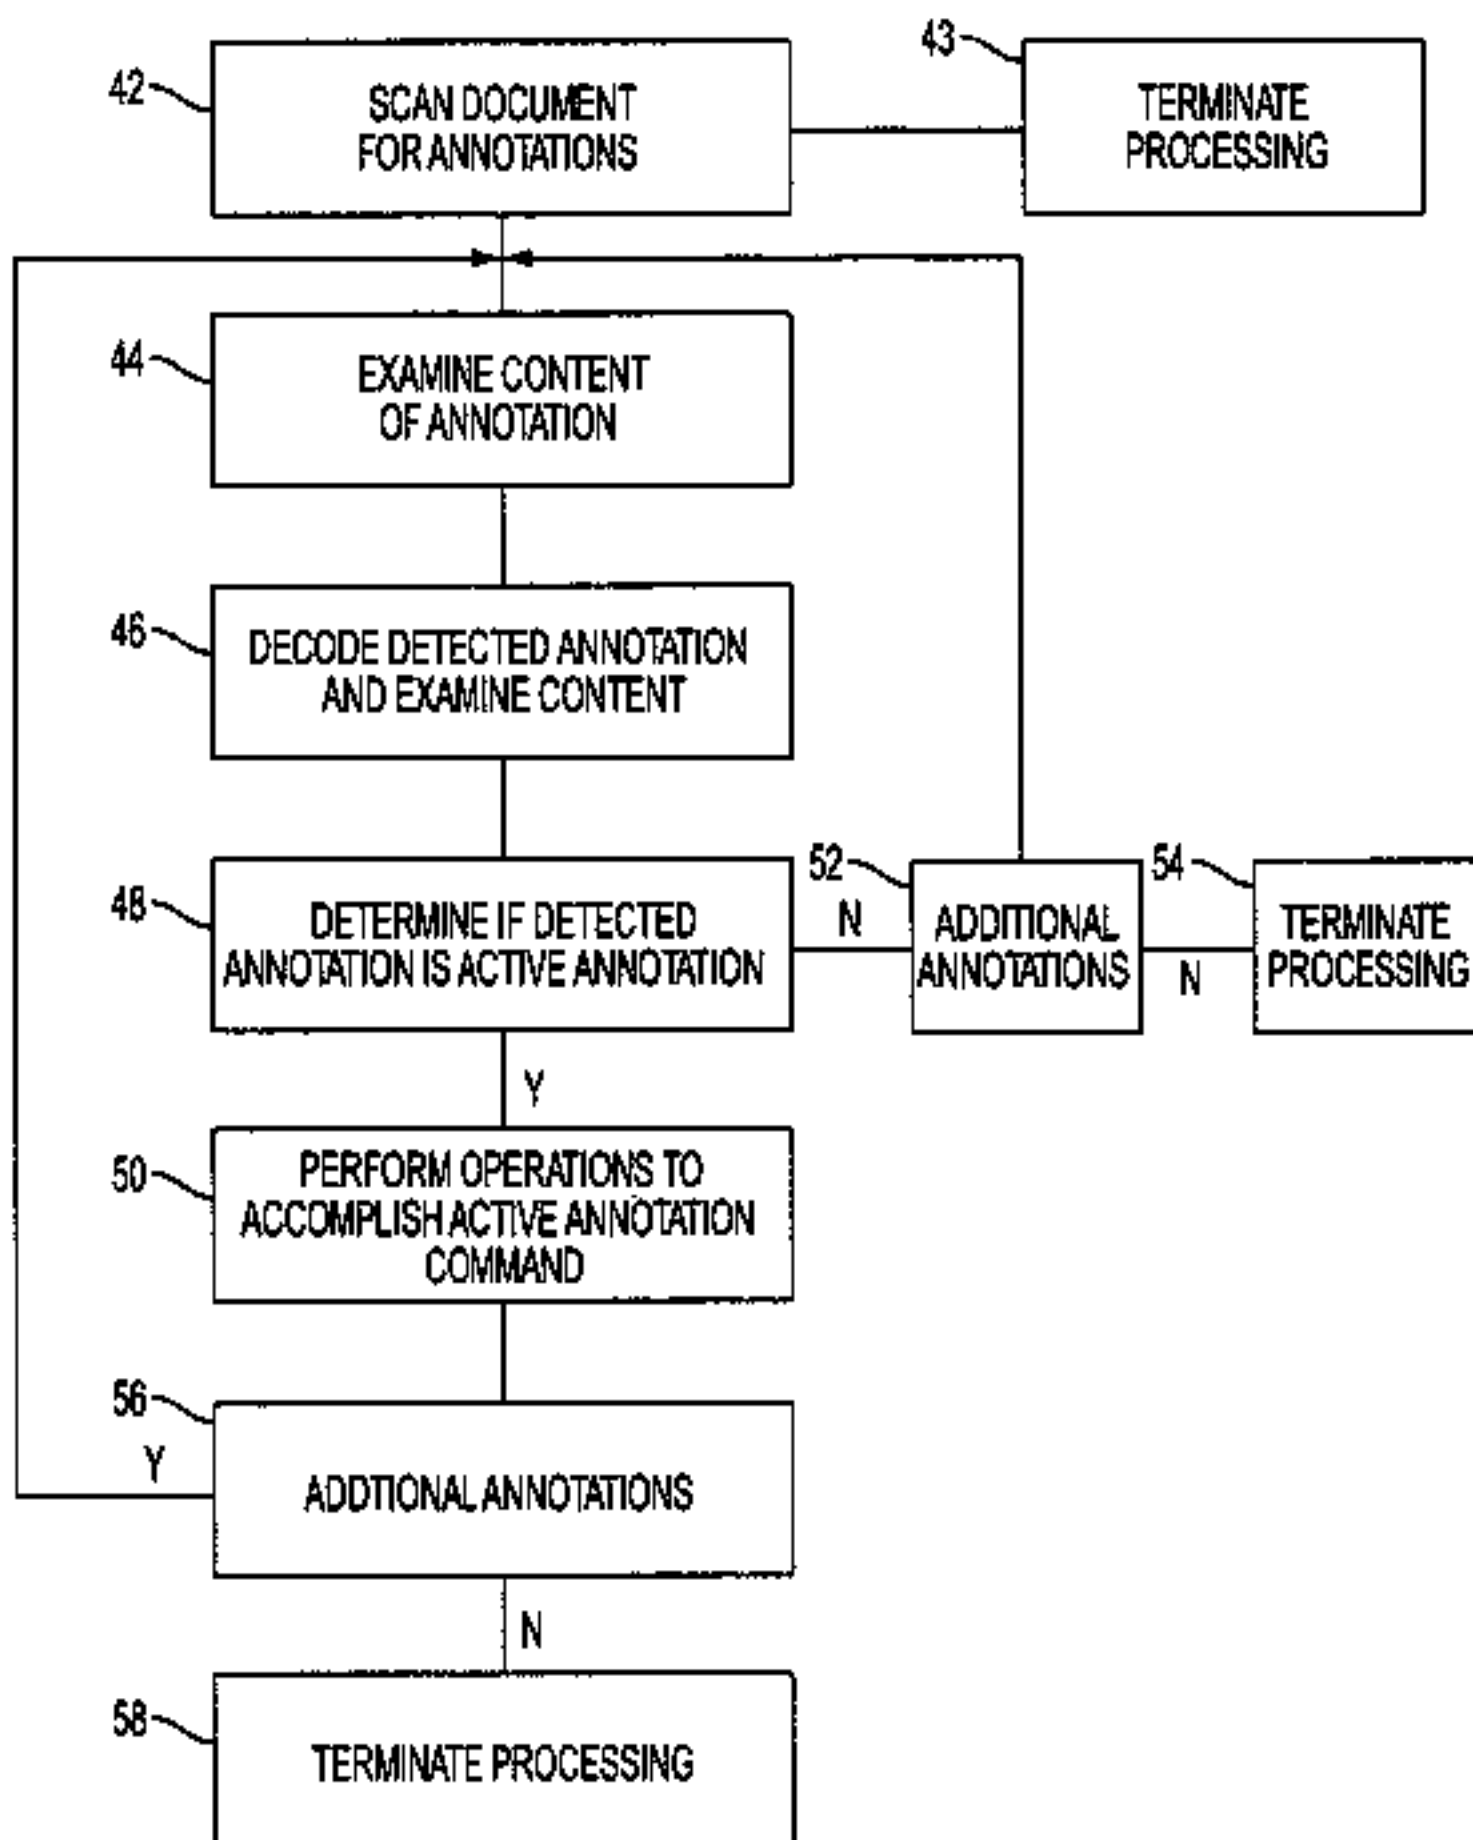 42
SCAN DOCUMENT
FOR ANNOTATIONS
43
TERMINATE
PROCESSING
44
EXAMINE CONTENT
OF ANNOTATION
46
DECODE DETECTED ANNOTATION
AND EXAMINE CONTENT
48
DETERMINE IF DETECTED
ANNOTATION IS ACTIVE ANNOTATION
N
52
ADDITIONAL
ANNOTATIONS
N
54
TERMINATE
PROCESSING
Y
50
PERFORM OPERATIONS TO
ACCOMPLISH ACTIVE ANNOTATION
COMMAND
56
Y
ADDTIONAL ANNOTATIONS
N
58
TERMINATE PROCESSING